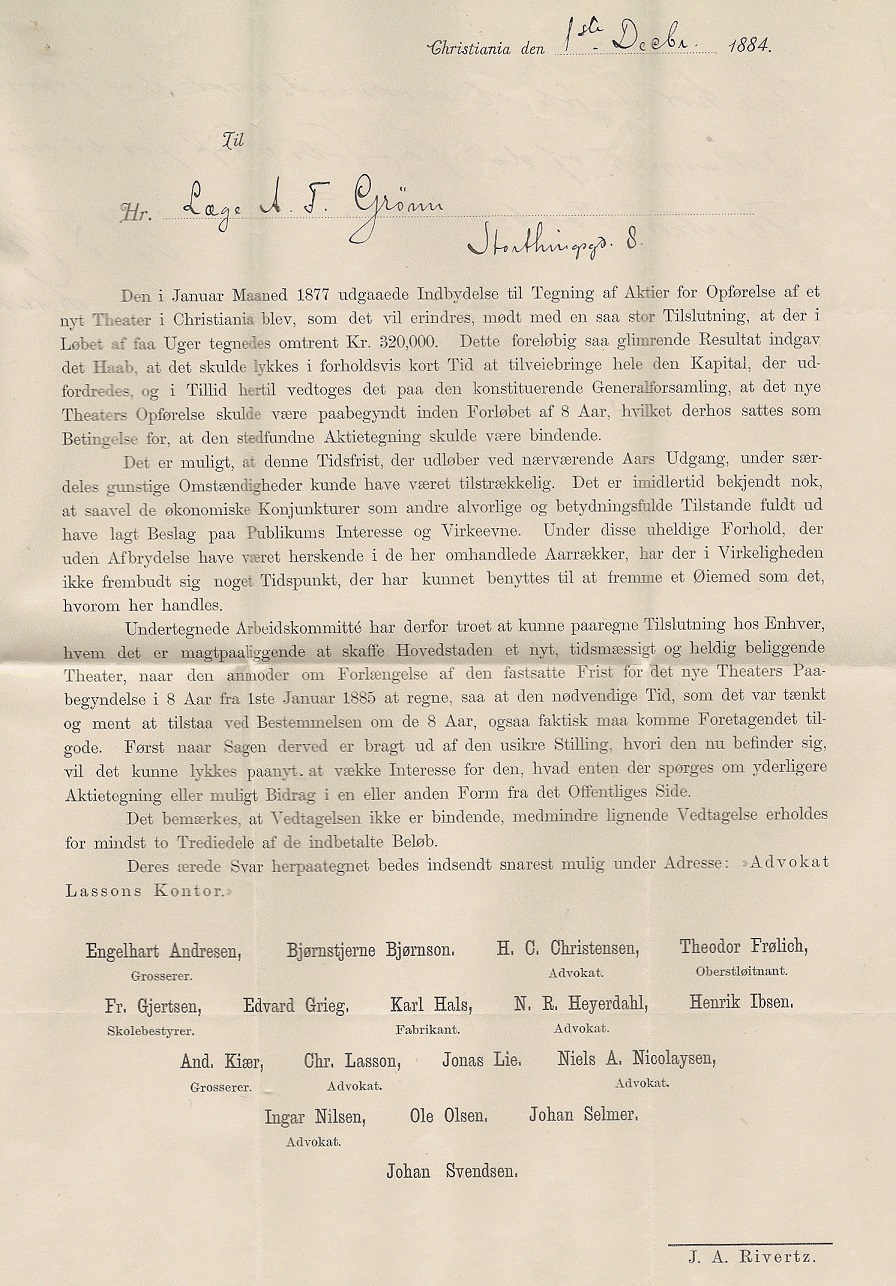 Christiania den 1ste Decbr. 1884.
Til
Hr. Læge A. F. Grönn
Storthingsgd. 8.
Den i Januar Maaned 1877 udgaaede Indbydelse til Tegning af Aktier for Opførelse af et
nyt Theater i Christiania blev, som det vil erindres, mødt med en saa stor Tilslutning, at der i
Løbet af faa Uger tegnedes omtrent Kr. 320,000. Dette foreløbig saa glimrende Resultat indgav
det Haab, at det skulde lykkes i forholdsvis kort Tid at tilveiebringe hele den Kapital, der ud-
fordredes, og i Tillid hertil vedtoges det paa den konstituerende Generalforsamling, at det nye
Theaters Opførelse skulde være paabegyndt inden Forløbet af 8 Aar, hvilket derhos sattes som
Betingelse for, at den stedfundne Aktietegning skulde være bindende.
Det er muligt, at denne Tidsfrist, der udløber ved nærværende Aars Udgang, under sær-
deles gunstige Omstændigheder kunde have været tilstrækkelig. Det er imidlertid bekjendt nok,
at saavel de økonomiske Konjunkturer som andre alvorlige og betydningsfulde Tilstande fuldt ud
have lagt Beslag paa Publikums Interesse og Virkeevne. Under disse uheldige Forhold, der
uden Afbrydelse have været herskende i de her omhandlede Aarrækker, har der i Virkeligheden
ikke frembudt sig noget Tidspunkt, der har kunnet benyttes til at fremme et Øiemed som det,
hvorom her handles.
Undertegnede Arbeidskommitté har derfor troet at kunne paaregne Tilslutning hos Enhver,
hvem det er magtpaaliggende at skaffe Hovedstaden et nyt, tidsmæssigt og heldig beliggende
Theater, naar den anmoder om Forlængelse af den fastsatte Frist for det nye Theaters Paa-
begyndelse i 8 Aar fra 1ste Januar 1885 at regne, saa at den nødvendige Tid, som det var tænkt
og ment at tilstaa ved Bestemmelsen om de 8 Aar, ogsaa faktisk maa komme Foretagendet til-
gode. Først naar Sagen derved er bragt ud af den usikre Stilling, hvori den nu befinder sig,
vil det kunne lykkes paanyt. at vække Interesse for den, hvad enten der spørges om yderligere
Aktietegning eller muligt Bidrag i en eller anden Form fra det Offentliges Side.
Det bemærkes, at Vedtagelsen ikke er bindende, medmindre lignende Vedtagelse erholdes
for mindst to Trediedele af de indbetalte Beløb.
Deres ærede Svar herpaategnet bedes indsendt snarest mulig under Adresse: »Advokat
Lassons Kontor.»
Engelhart Andresen, Bjørnstjerne Bjørnson. H. C. Christensen, Theodor Frølich,
Grosserer. Advokat. Oberstløitnant.
Fr. Gjertsen, Edvard Grieg. Karl Hals, N. R. Heyerdahl, Henrik Ibsen.
Skolebestyrer. Fabrikant. Advokat.
And. Kiær, Chr. Lasson, Jonas Lie. Niels A. Nicolaysen,
Grosserer. Advokat. Advokat.
Ingar Nilsen, Ole Olsen. Johan Selmer.
Advokat.
Johan Svendsen.
J. A. Rivertz.